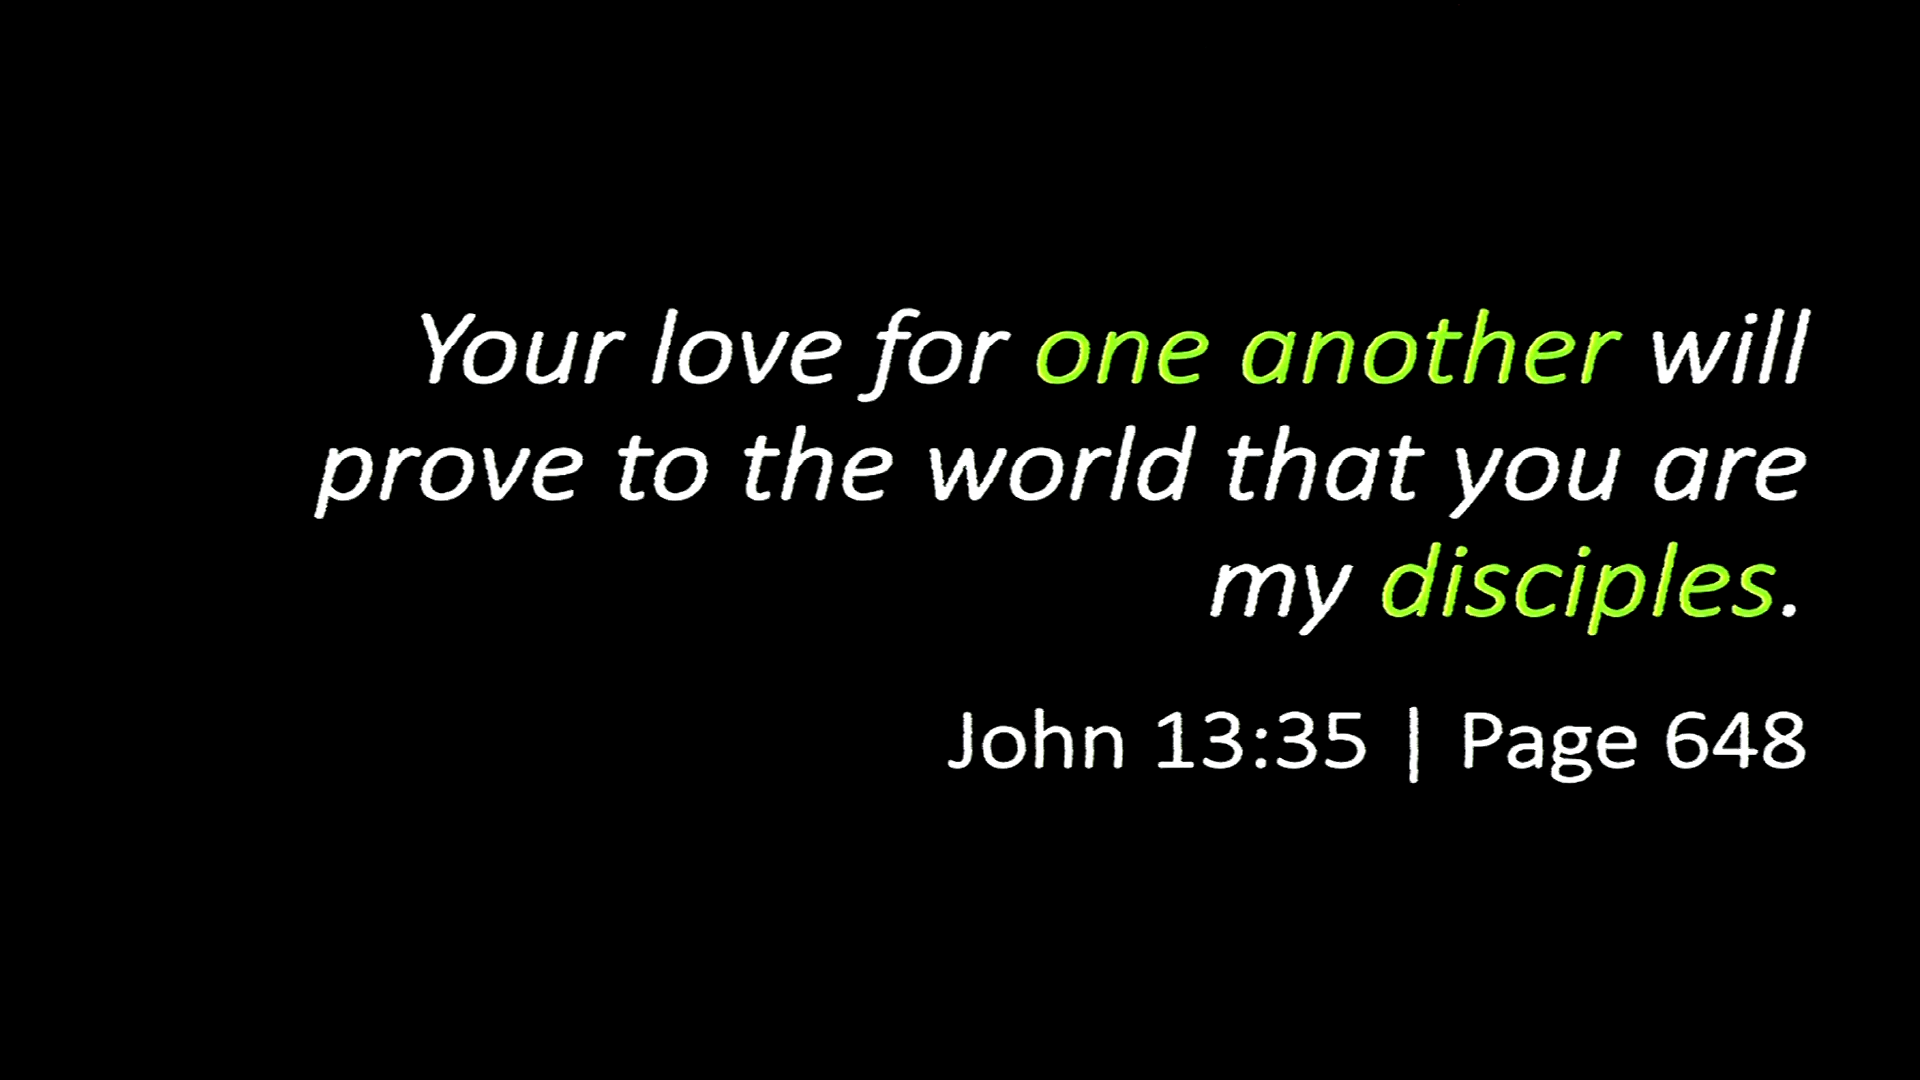 Your love for one another will
prove to the world that you are
my disciples.
John 13:35 | Page 648